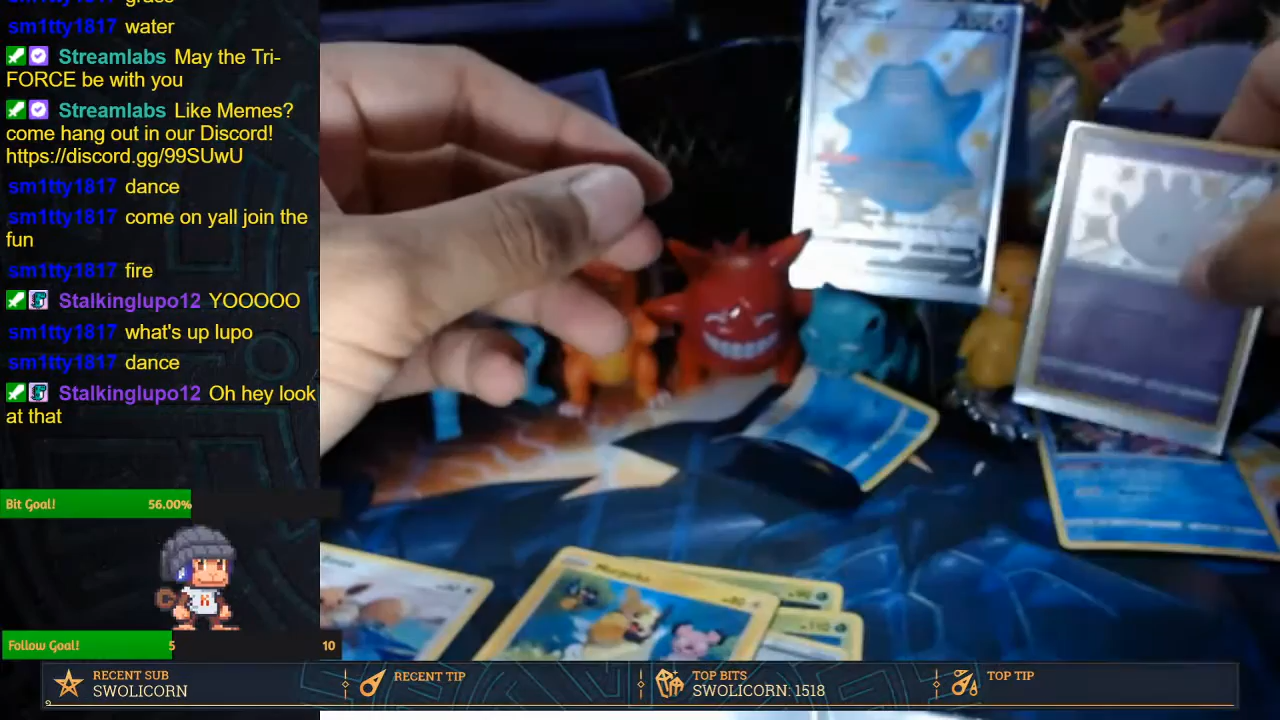 sm1tty1817 water
Streamlabs May the Tri-
FORCE be with you
Streamlabs Like Memes?
come hang out in our Discord!
https://discord.gg/99SUwU
sm1tty1817 dance
sm1tty1817 come on yall join the
fun
sm1tty1817 fire
Stalkinglupo12 YOOOOO
sm1tty1817 what's up lupo
sm1tty1817 dance
Stalkinglupo12 Oh hey look
at that
Bit Goal! 56.00%
Follow Goal! 5 10
RECENT SUB
SWOLICORN
RECENT TIP
TOP BITS
SWOLICORN: 1518
TOP TIP